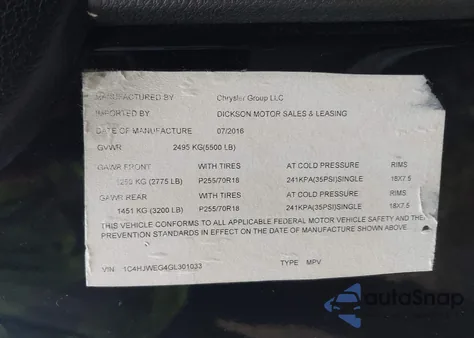 MANUFACTURED BY Chrysler Group LLC
IMPORTED BY DICKSON MOTOR SALES & LEASING
DATE OF MANUFACTURE 07/2016
GVWR 2495 KG(5500 LB)
GAWR FRONT WITH TIRES AT COLD PRESSURE RIMS
KG (2775 LB) P255/70R18 241KPA(35PSI)SINGLE 18X7.5
GAWR REAR WITH TIRES AT COLD PRESSURE RIMS
1451 KG (3200 LB) P255/70R18 241KPA(35PSI)SINGLE 18X7.5
THIS VEHICLE CONFORMS TO ALL APPLICABLE FEDERAL MOTOR VEHICLE SAFETY AND THE
PREVENTION STANDARDS IN EFFECT ON THE DATE OF MANUFACTURE SHOWN ABOVE.
VIN: 1C4HJWEG4GL301033 TYPE MPV
autoSnap